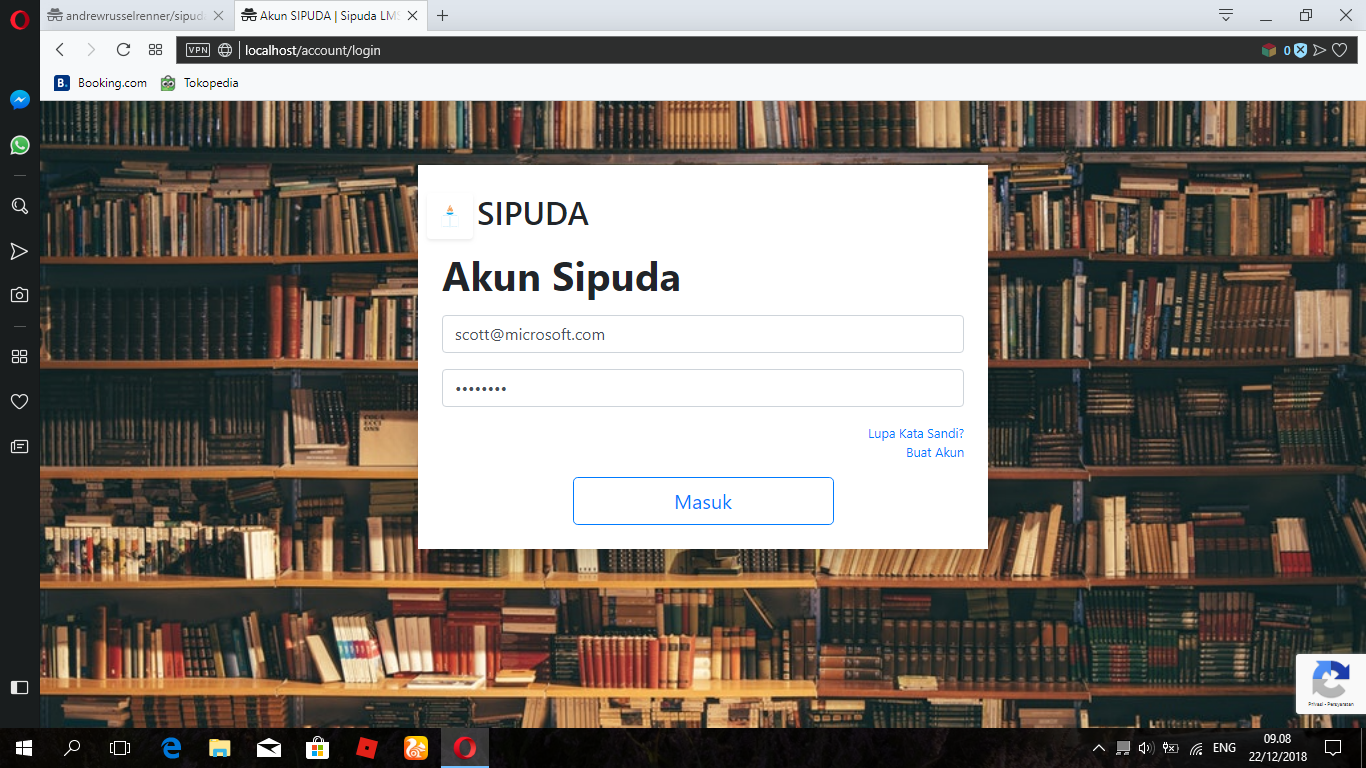 andrewrusselrenner/sipuda
Akun SIPUDA | Sipuda LMS
VPN
localhost/account/login
0
B.
Booking.com
Tokopedia
SIPUDA
Akun Sipuda
scott@microsoft.com
••••••••
Lupa Kata Sandi?
Buat Akun
Masuk
Privasi - Persyaratan
ENG
09.08
22/12/2018